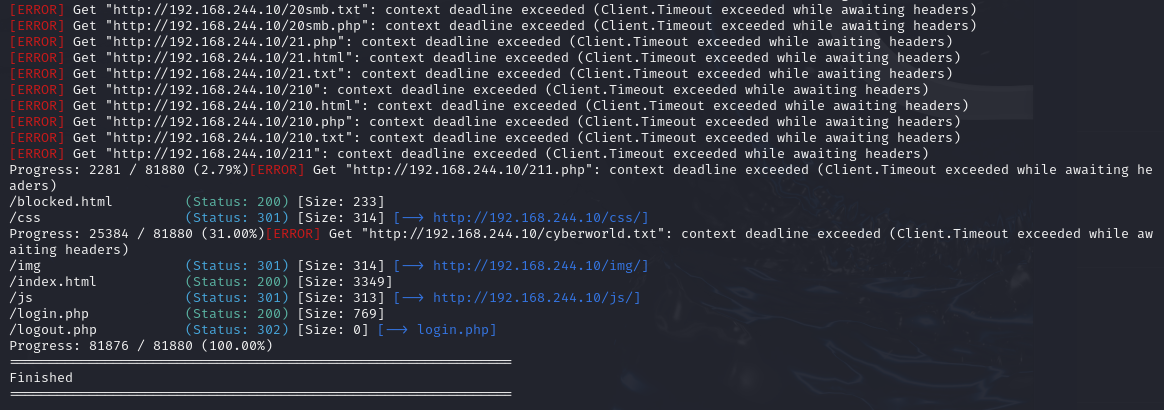 [ERROR] Get "http://192.168.244.10/20smb.txt": context deadline exceeded (Client.Timeout exceeded while awaiting headers)
[ERROR] Get "http://192.168.244.10/20smb.php": context deadline exceeded (Client.Timeout exceeded while awaiting headers)
[ERROR] Get "http://192.168.244.10/21.php": context deadline exceeded (Client.Timeout exceeded while awaiting headers)
[ERROR] Get "http://192.168.244.10/21.html": context deadline exceeded (Client.Timeout exceeded while awaiting headers)
[ERROR] Get "http://192.168.244.10/21.txt": context deadline exceeded (Client.Timeout exceeded while awaiting headers)
[ERROR] Get "http://192.168.244.10/210": context deadline exceeded (Client.Timeout exceeded while awaiting headers)
[ERROR] Get "http://192.168.244.10/210.html": context deadline exceeded (Client.Timeout exceeded while awaiting headers)
[ERROR] Get "http://192.168.244.10/210.php": context deadline exceeded (Client.Timeout exceeded while awaiting headers)
[ERROR] Get "http://192.168.244.10/210.txt": context deadline exceeded (Client.Timeout exceeded while awaiting headers)
[ERROR] Get "http://192.168.244.10/211": context deadline exceeded (Client.Timeout exceeded while awaiting headers)
Progress: 2281 / 81880 (2.79%)[ERROR] Get "http://192.168.244.10/211.php": context deadline exceeded (Client.Timeout exceeded while awaiting he
aders)
/blocked.html         (Status: 200) [Size: 233]
/css                  (Status: 301) [Size: 314] [--> http://192.168.244.10/css/]
Progress: 25384 / 81880 (31.00%)[ERROR] Get "http://192.168.244.10/cyberworld.txt": context deadline exceeded (Client.Timeout exceeded while aw
aiting headers)
/img                  (Status: 301) [Size: 314] [--> http://192.168.244.10/img/]
/index.html           (Status: 200) [Size: 3349]
/js                   (Status: 301) [Size: 313] [--> http://192.168.244.10/js/]
/login.php            (Status: 200) [Size: 769]
/logout.php           (Status: 302) [Size: 0] [--> login.php]
Progress: 81876 / 81880 (100.00%)
===============================================================
Finished
===============================================================